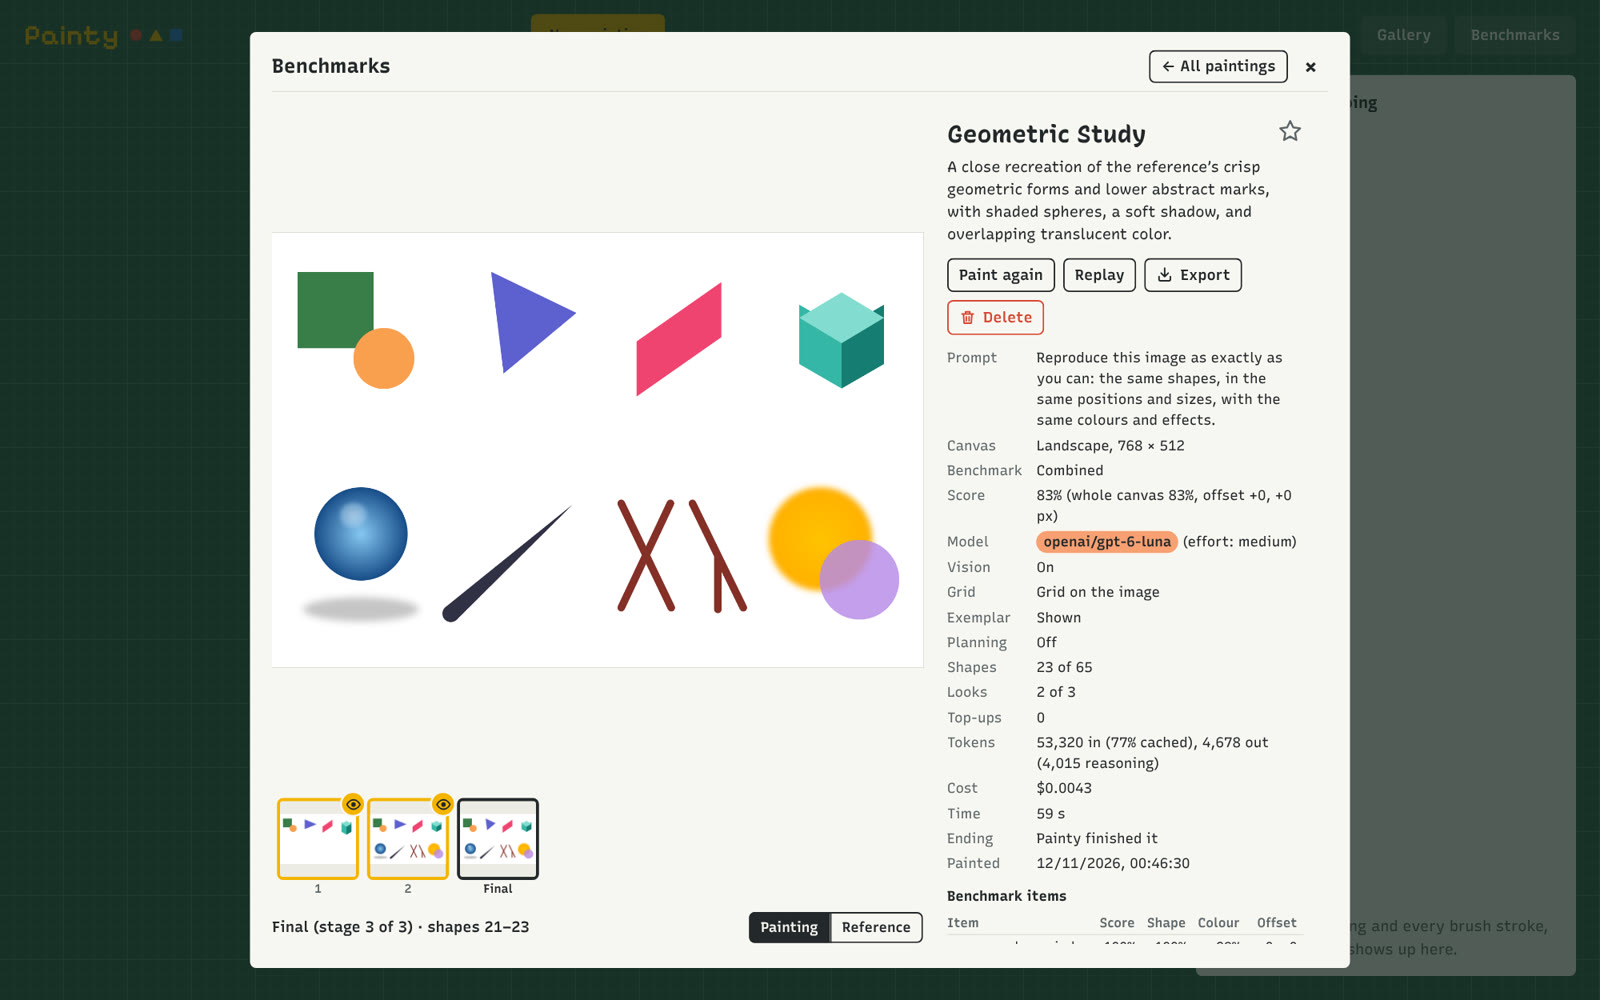 Painty
Gallery
Benchmarks
Benchmarks
← All paintings
×
Geometric Study
A close recreation of the reference's crisp
geometric forms and lower abstract marks,
with shaded spheres, a soft shadow, and
overlapping translucent color.
Paint again
Replay
Export
Delete
Prompt Reproduce this image as exactly as
you can: the same shapes, in the
same positions and sizes, with the
same colours and effects.
Canvas Landscape, 768 × 512
Benchmark Combined
Score 83% (whole canvas 83%, offset +0, +0
px)
Model openai/gpt-6-luna (effort: medium)
Vision On
Grid Grid on the image
Exemplar Shown
Planning Off
Shapes 23 of 65
Looks 2 of 3
Top-ups 0
Tokens 53,320 in (77% cached), 4,678 out
(4,015 reasoning)
Cost $0.0043
Time 59 s
Ending Painty finished it
Painted 12/11/2026, 00:46:30
Benchmark items
Item Score Shape Colour Offset
1
2
Final
Final (stage 3 of 3) · shapes 21–23
Painting
Reference
ng and every brush stroke,
shows up here.